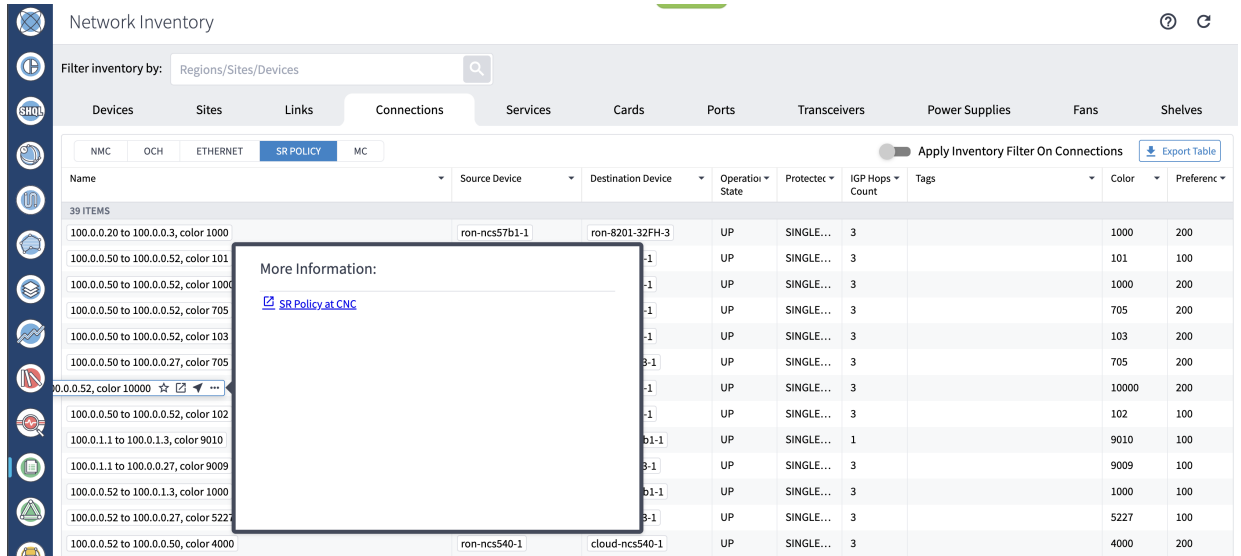 Network Inventory
Filter inventory by: Regions/Sites/Devices
SHQL
Devices Sites Links Connections Services Cards Ports Transceivers Power Supplies Fans Shelves
NMC OCH ETHERNET SR POLICY MC Apply Inventory Filter On Connections Export Table
Name Source Device Destination Device Operation State Protectec IGP Hops Count Tags Color Preferenc
39 ITEMS
100.0.0.20 to 100.0.0.3, color 1000 ron-ncs57b1-1 ron-8201-32FH-3 UP SINGLE... 3 1000 200
100.0.0.50 to 100.0.0.52, color 101 -1 UP SINGLE... 3 101 100
100.0.0.50 to 100.0.0.52, color 1000 -1 UP SINGLE... 3 1000 200
100.0.0.50 to 100.0.0.52, color 705 -1 UP SINGLE... 3 705 200
100.0.0.50 to 100.0.0.52, color 103 -1 UP SINGLE... 3 103 200
100.0.0.50 to 100.0.0.27, color 705 3-1 UP SINGLE... 3 705 200
00.0.0.52, color 10000 ... -1 UP SINGLE... 3 10000 200
100.0.0.50 to 100.0.0.52, color 102 -1 UP SINGLE... 3 102 100
100.0.1.1 to 100.0.1.3, color 9010 b1-1 UP SINGLE... 1 9010 100
100.0.1.1 to 100.0.0.27, color 9009 3-1 UP SINGLE... 3 9009 100
100.0.0.52 to 100.0.1.3, color 1000 b1-1 UP SINGLE... 3 1000 100
100.0.0.52 to 100.0.0.27, color 5227 3-1 UP SINGLE... 3 5227 100
100.0.0.52 to 100.0.0.50, color 4000 ron-ncs540-1 cloud-ncs540-1 UP SINGLE... 3 4000 200
More Information:
SR Policy at CNC